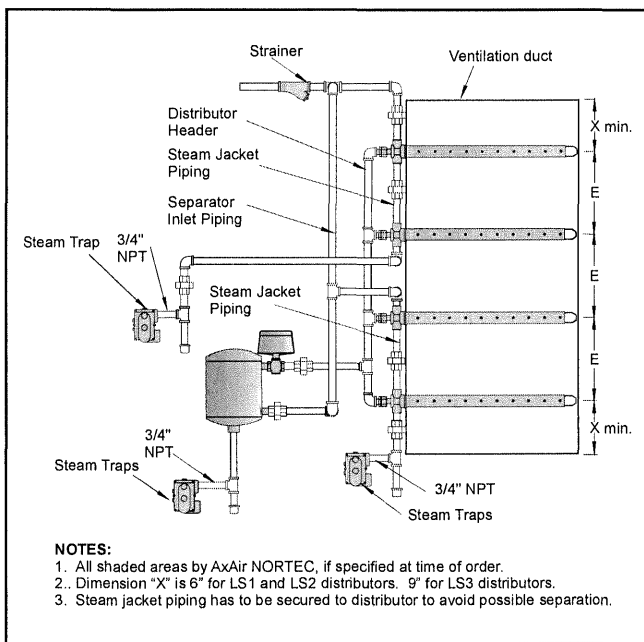 Strainer
Ventilation duct
X min.
Distributor
Header
Steam Jacket
Piping
E
Separator
Inlet Piping
Steam Trap
3/4"
NPT
E
Steam Jacket
Piping
E
3/4"
NPT
X min.
Steam Traps
3/4" NPT
Steam Traps
NOTES:
1. All shaded areas by AxAir NORTEC, if specified at time of order.
2.. Dimension "X" is 6" for LS1 and LS2 distributors. 9" for LS3 distributors.
3. Steam jacket piping has to be secured to distributor to avoid possible separation.